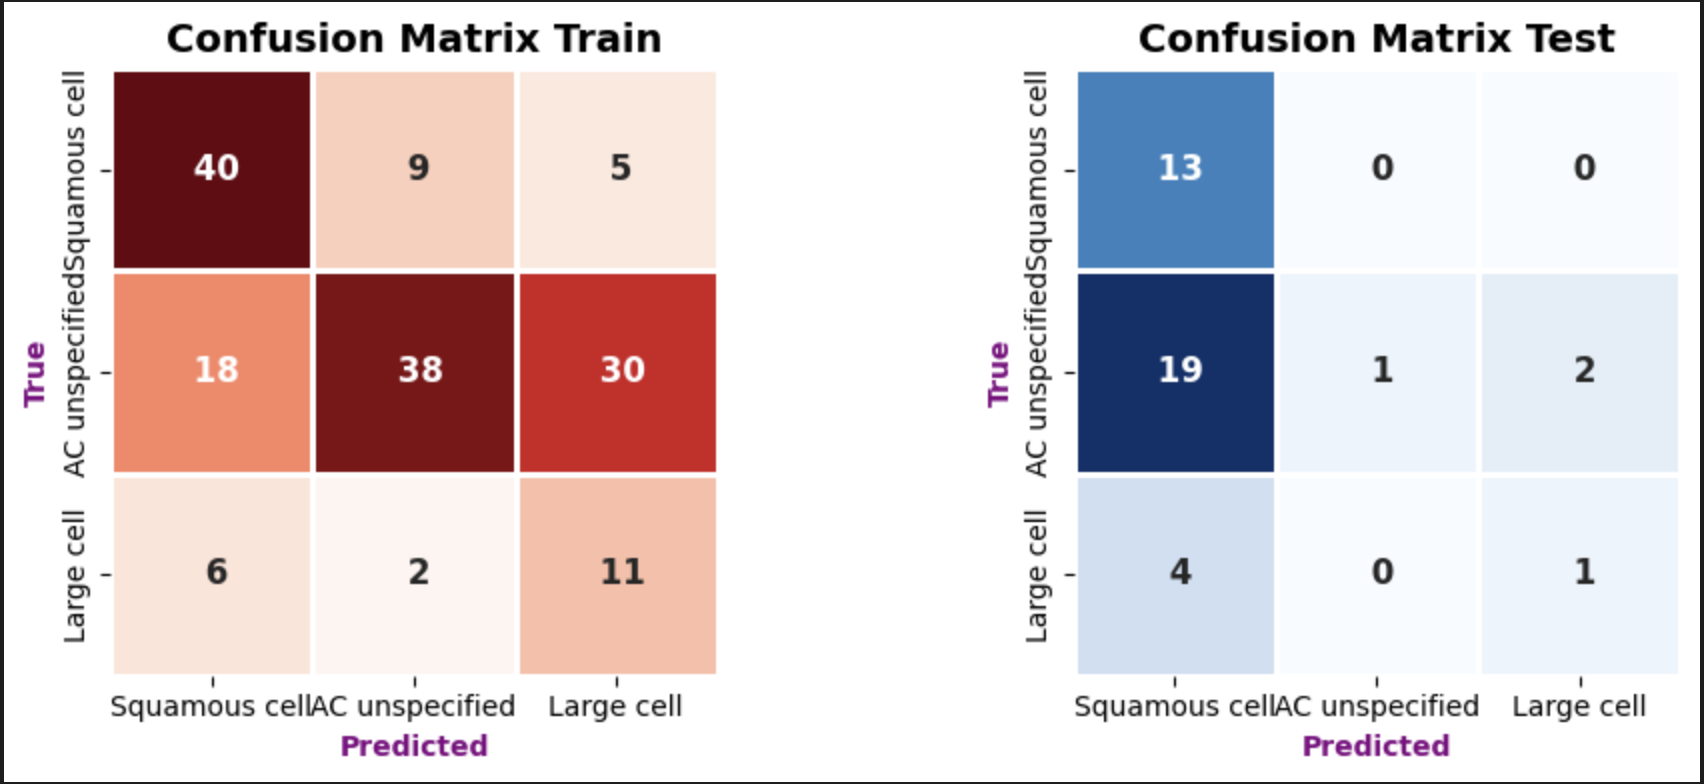 Confusion Matrix Train
Squamous cell
40 9 5
AC unspecified
18 38 30
Large cell
6 2 11
True
Squamous cell AC unspecified Large cell
Predicted
Confusion Matrix Test
Squamous cell
13 0 0
AC unspecified
19 1 2
Large cell
4 0 1
True
Squamous cell AC unspecified Large cell
Predicted